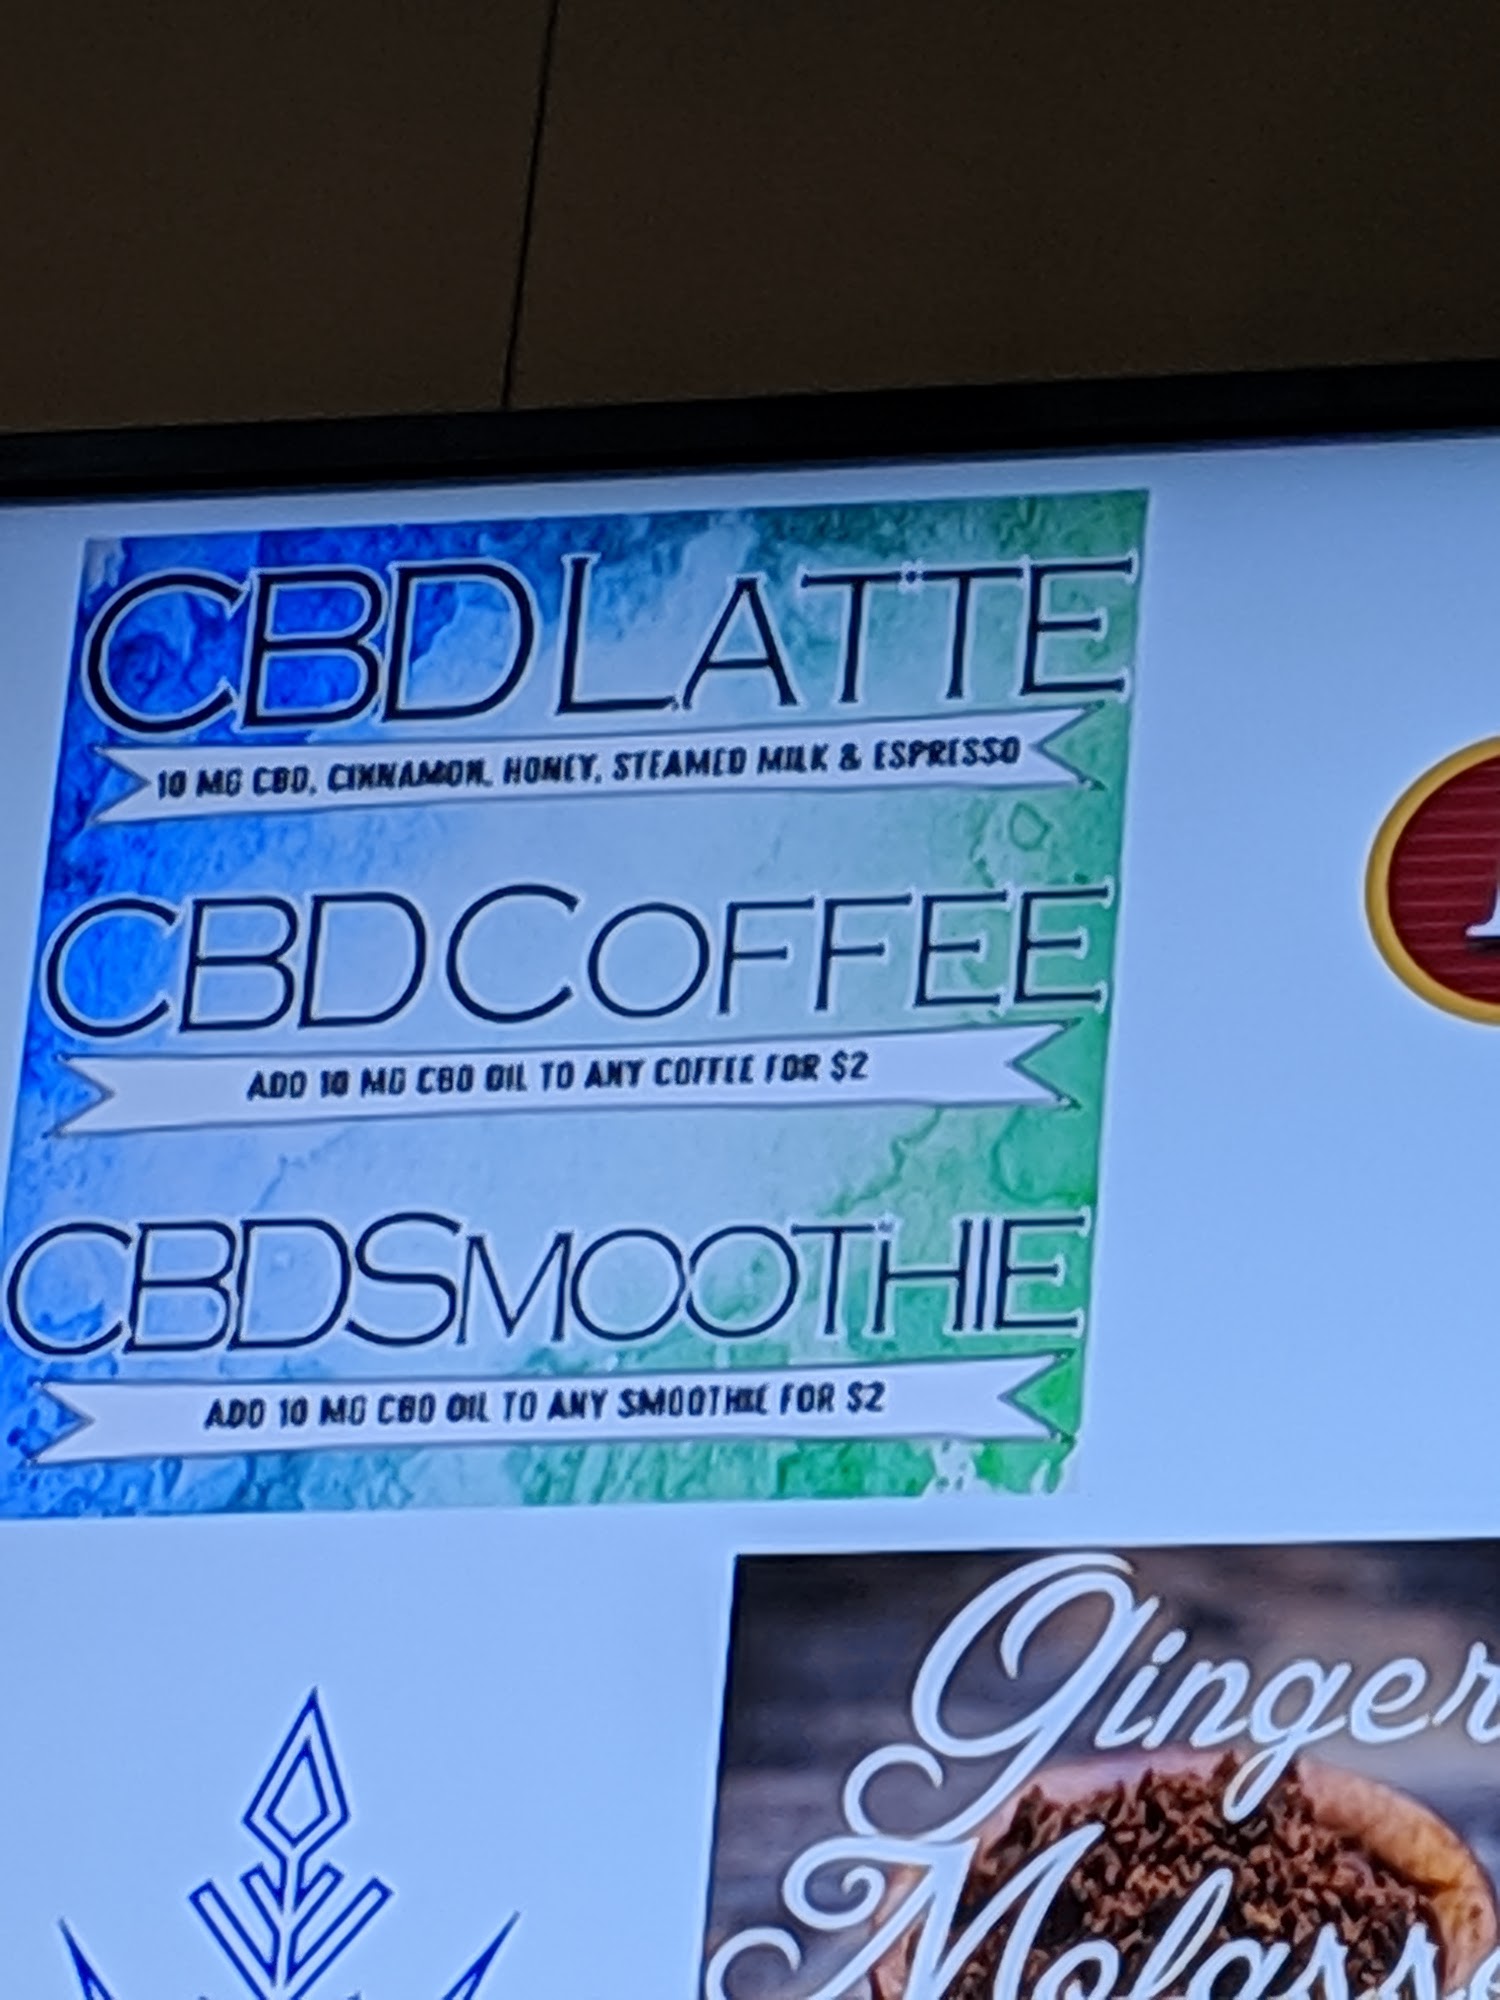 CBD LATTE
10 MG CBD, CINNAMON, HONEY, STEAMED MILK & ESPRESSO
CBD COFFEE
ADD 10 MG CBD OIL TO ANY COFFEE FOR $2
CBD SMOOTHIE
ADD 10 MG CBD OIL TO ANY SMOOTHIE FOR $2
Ginger
Molass